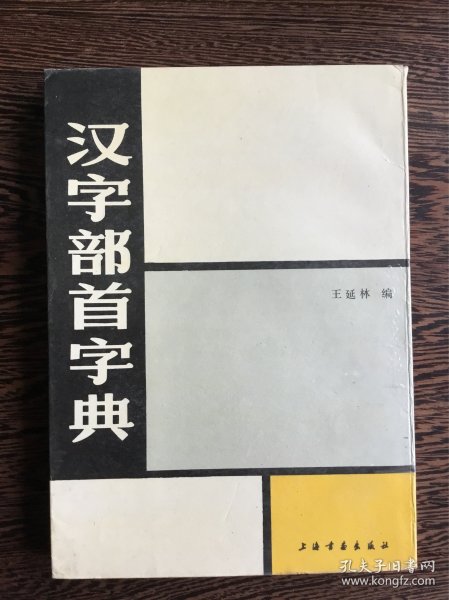 汉字部首字典
王延林 编
上海书画出版社
孔夫子旧书网
www.kongfz.com